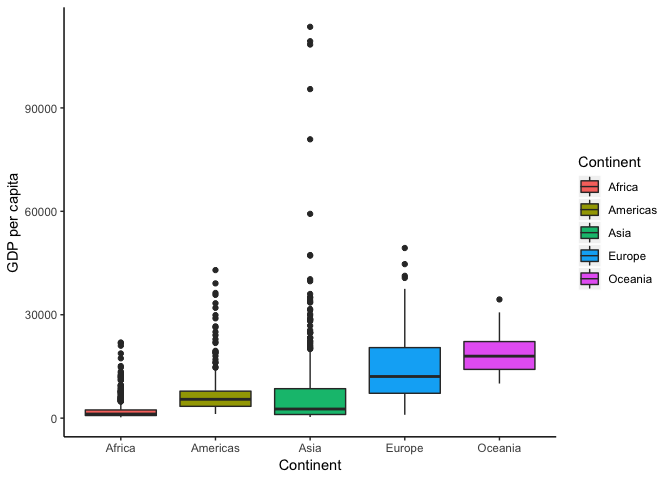 90000
60000
30000
0
GDP per capita
Africa
Americas
Asia
Europe
Oceania
Continent
Continent
Africa
Americas
Asia
Europe
Oceania